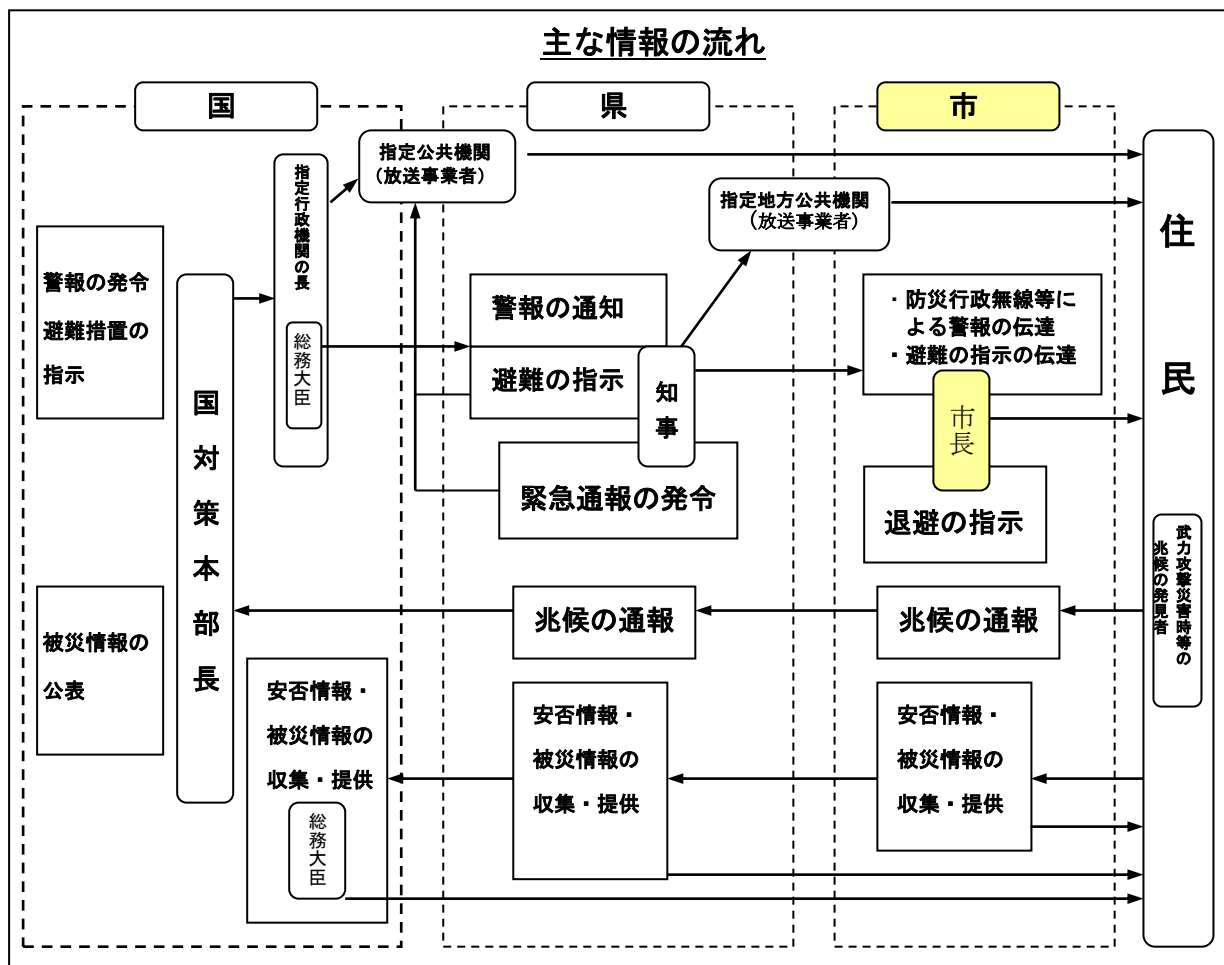 主な情報の流れ
国
県
市
指定公共機関
（放送事業者）
指定行政機関の長
総務大臣
指定地方公共機関
（放送事業者）
警報の発令
避難措置の
指示
国対策本部長
警報の通知
避難の指示
知事
緊急通報の発令
・防災行政無線等に
よる警報の伝達
・避難の指示の伝達
市長
退避の指示
住民
武力攻撃災害時等の
兆候の発見者
兆候の通報
兆候の通報
被災情報の
公表
安否情報・
被災情報の
収集・提供
総務大臣
安否情報・
被災情報の
収集・提供
安否情報・
被災情報の
収集・提供